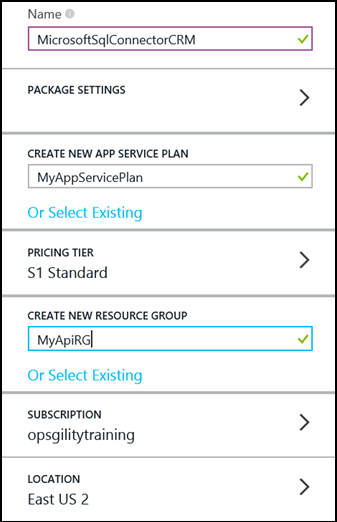 Name
MicrosoftSqlConnectorCRM
PACKAGE SETTINGS
CREATE NEW APP SERVICE PLAN
MyAppServicePlan
Or Select Existing
PRICING TIER
S1 Standard
CREATE NEW RESOURCE GROUP
MyApiRG
Or Select Existing
SUBSCRIPTION
opsgilitytraining
LOCATION
East US 2